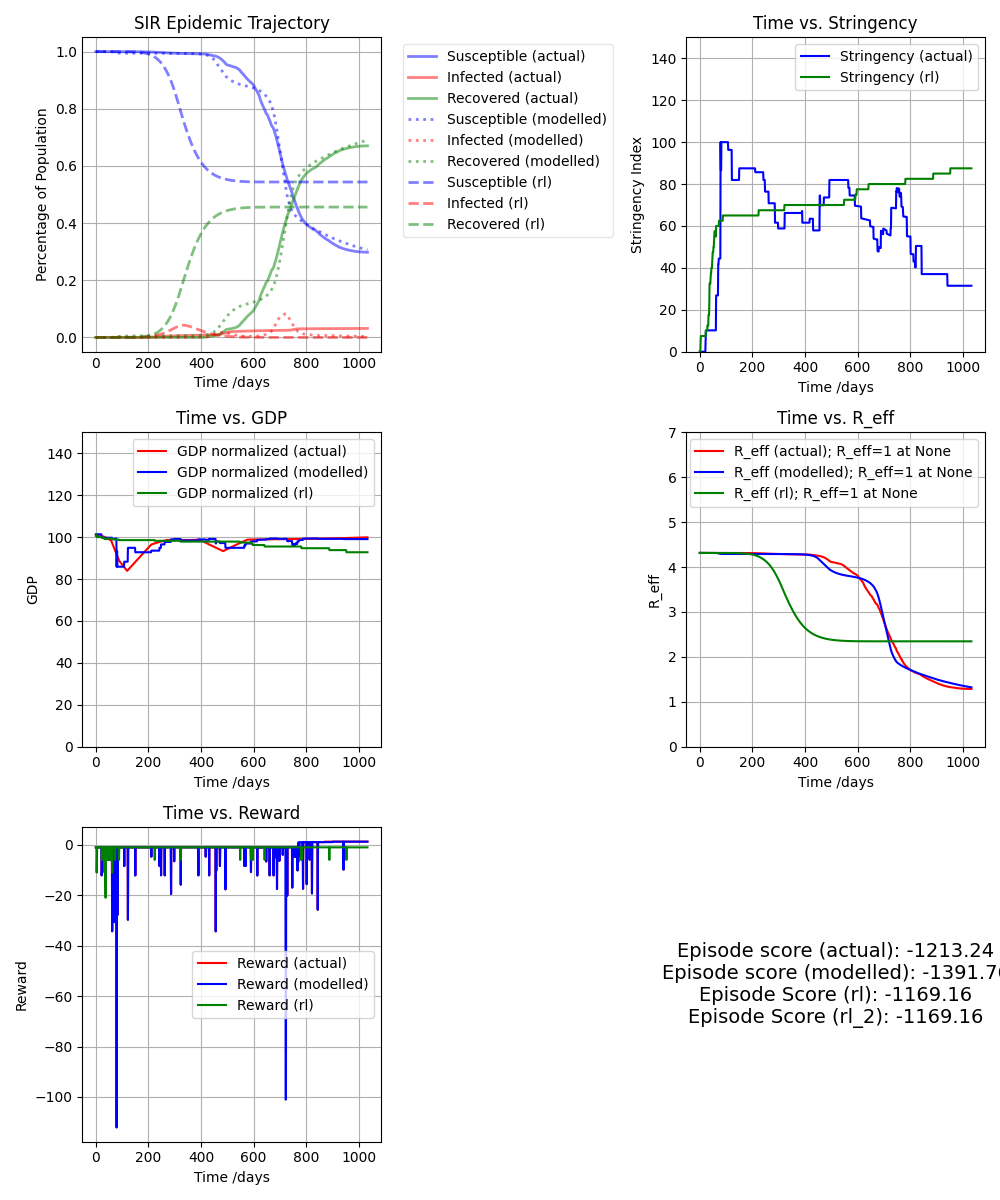 SIR Epidemic Trajectory
1.0
0.8
0.6
0.4
0.2
0.0
Percentage of Population
0 200 400 600 800 1000
Time /days
Susceptible (actual)
Infected (actual)
Recovered (actual)
Susceptible (modelled)
Infected (modelled)
Recovered (modelled)
Susceptible (rl)
Infected (rl)
Recovered (rl)
Time vs. Stringency
140
120
100
80
60
40
20
0
Stringency Index
Stringency (actual)
Stringency (rl)
0 200 400 600 800 1000
Time /days
Time vs. GDP
140
120
100
80
60
40
20
0
GDP
GDP normalized (actual)
GDP normalized (modelled)
GDP normalized (rl)
0 200 400 600 800 1000
Time /days
Time vs. R_eff
7
6
5
4
3
2
1
0
R_eff
R_eff (actual); R_eff=1 at None
R_eff (modelled); R_eff=1 at None
R_eff (rl); R_eff=1 at None
0 200 400 600 800 1000
Time /days
Time vs. Reward
0
−20
−40
−60
−80
−100
Reward
Reward (actual)
Reward (modelled)
Reward (rl)
0 200 400 600 800 1000
Time /days
Episode score (actual): -1213.24
Episode score (modelled): -1391.7
Episode Score (rl): -1169.16
Episode Score (rl_2): -1169.16